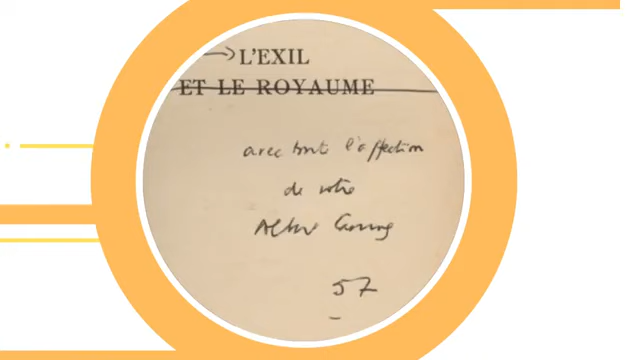 L'EXIL
ET LE ROYAUME
avec toute l'affection
de votre
Albert Camus
57